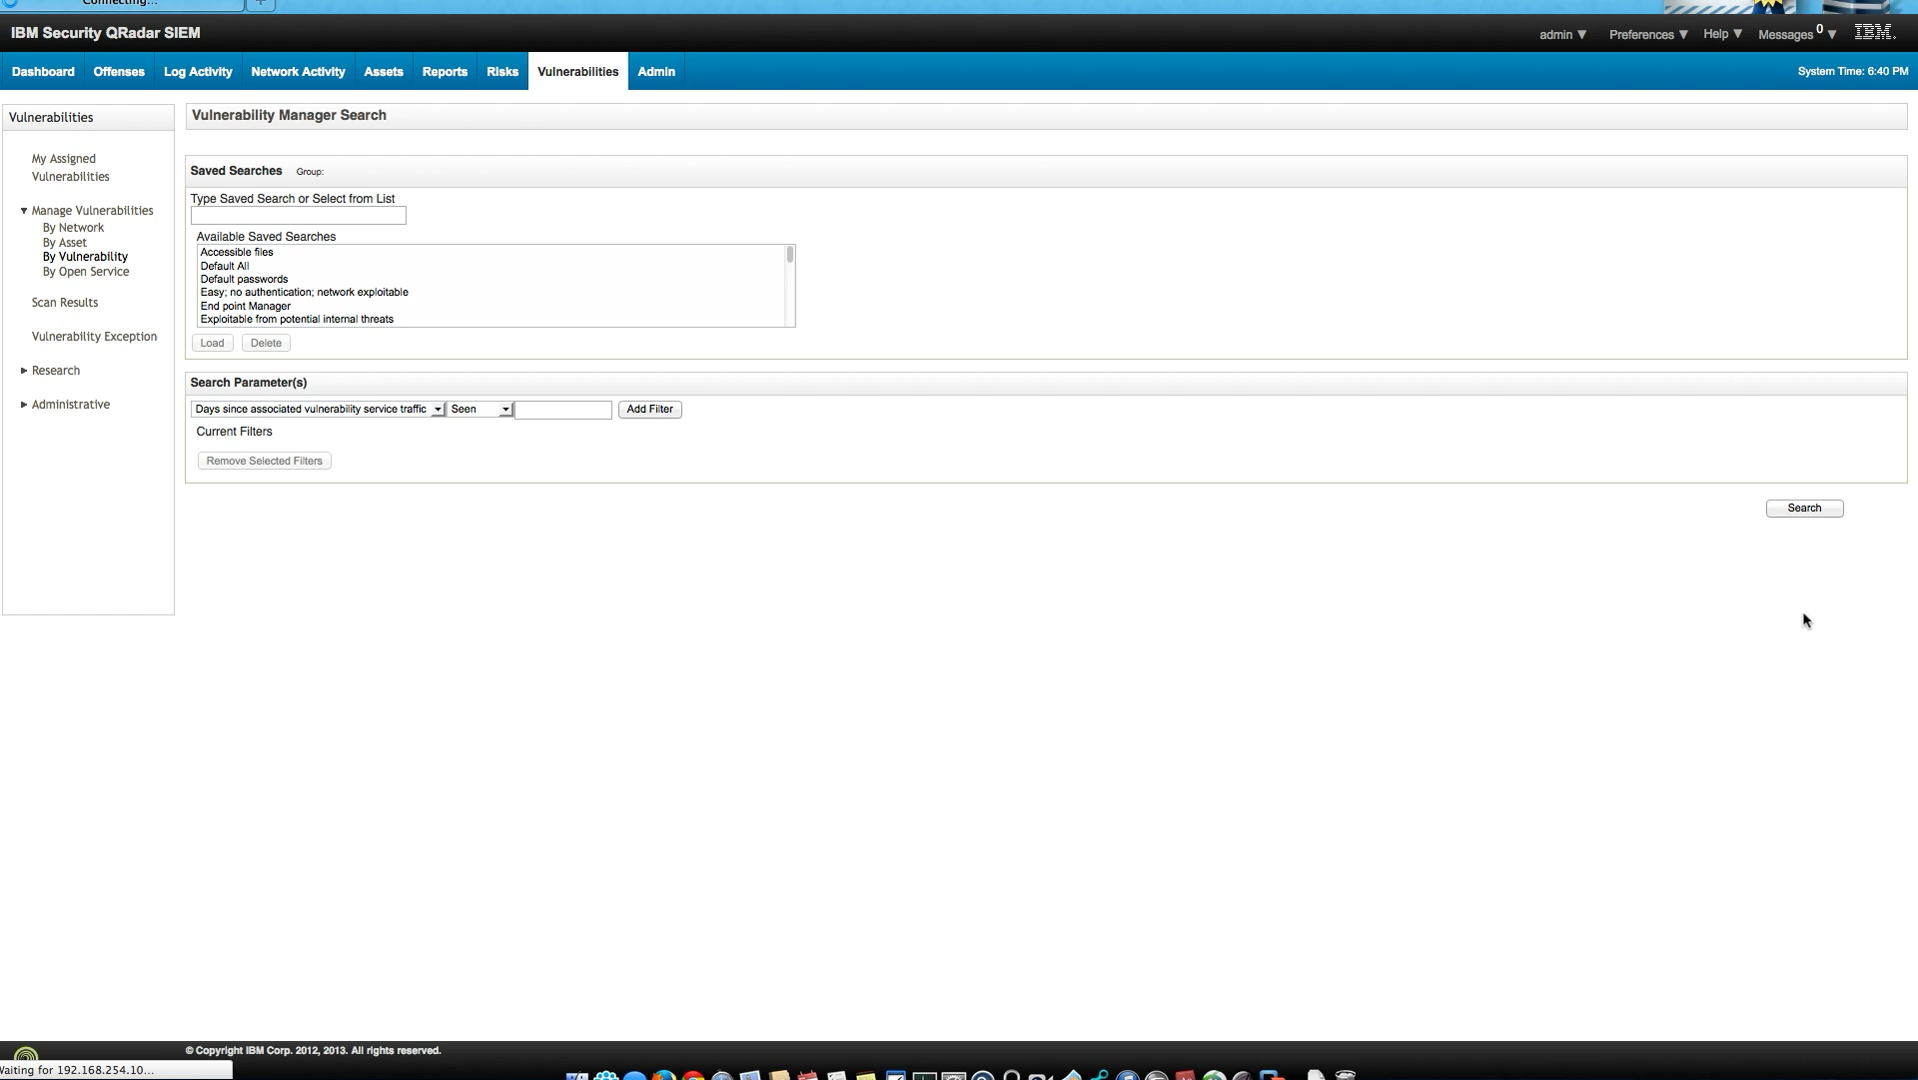 Connecting...
IBM Security QRadar SIEM
admin ▼ Preferences ▼ Help ▼ Messages 0 ▼ IBM.
Dashboard Offenses Log Activity Network Activity Assets Reports Risks Vulnerabilities Admin System Time: 6:40 PM
Vulnerabilities
My Assigned
Vulnerabilities
▼ Manage Vulnerabilities
By Network
By Asset
By Vulnerability
By Open Service
Scan Results
Vulnerability Exception
► Research
► Administrative
Vulnerability Manager Search
Saved Searches Group:
Type Saved Search or Select from List
Available Saved Searches
Accessible files
Default All
Default passwords
Easy; no authentication; network exploitable
End point Manager
Exploitable from potential internal threats
Load Delete
Search Parameter(s)
Days since associated vulnerability service traffic Seen Add Filter
Current Filters
Remove Selected Filters
Search
© Copyright IBM Corp. 2012, 2013. All rights reserved.
Waiting for 192.168.254.10...